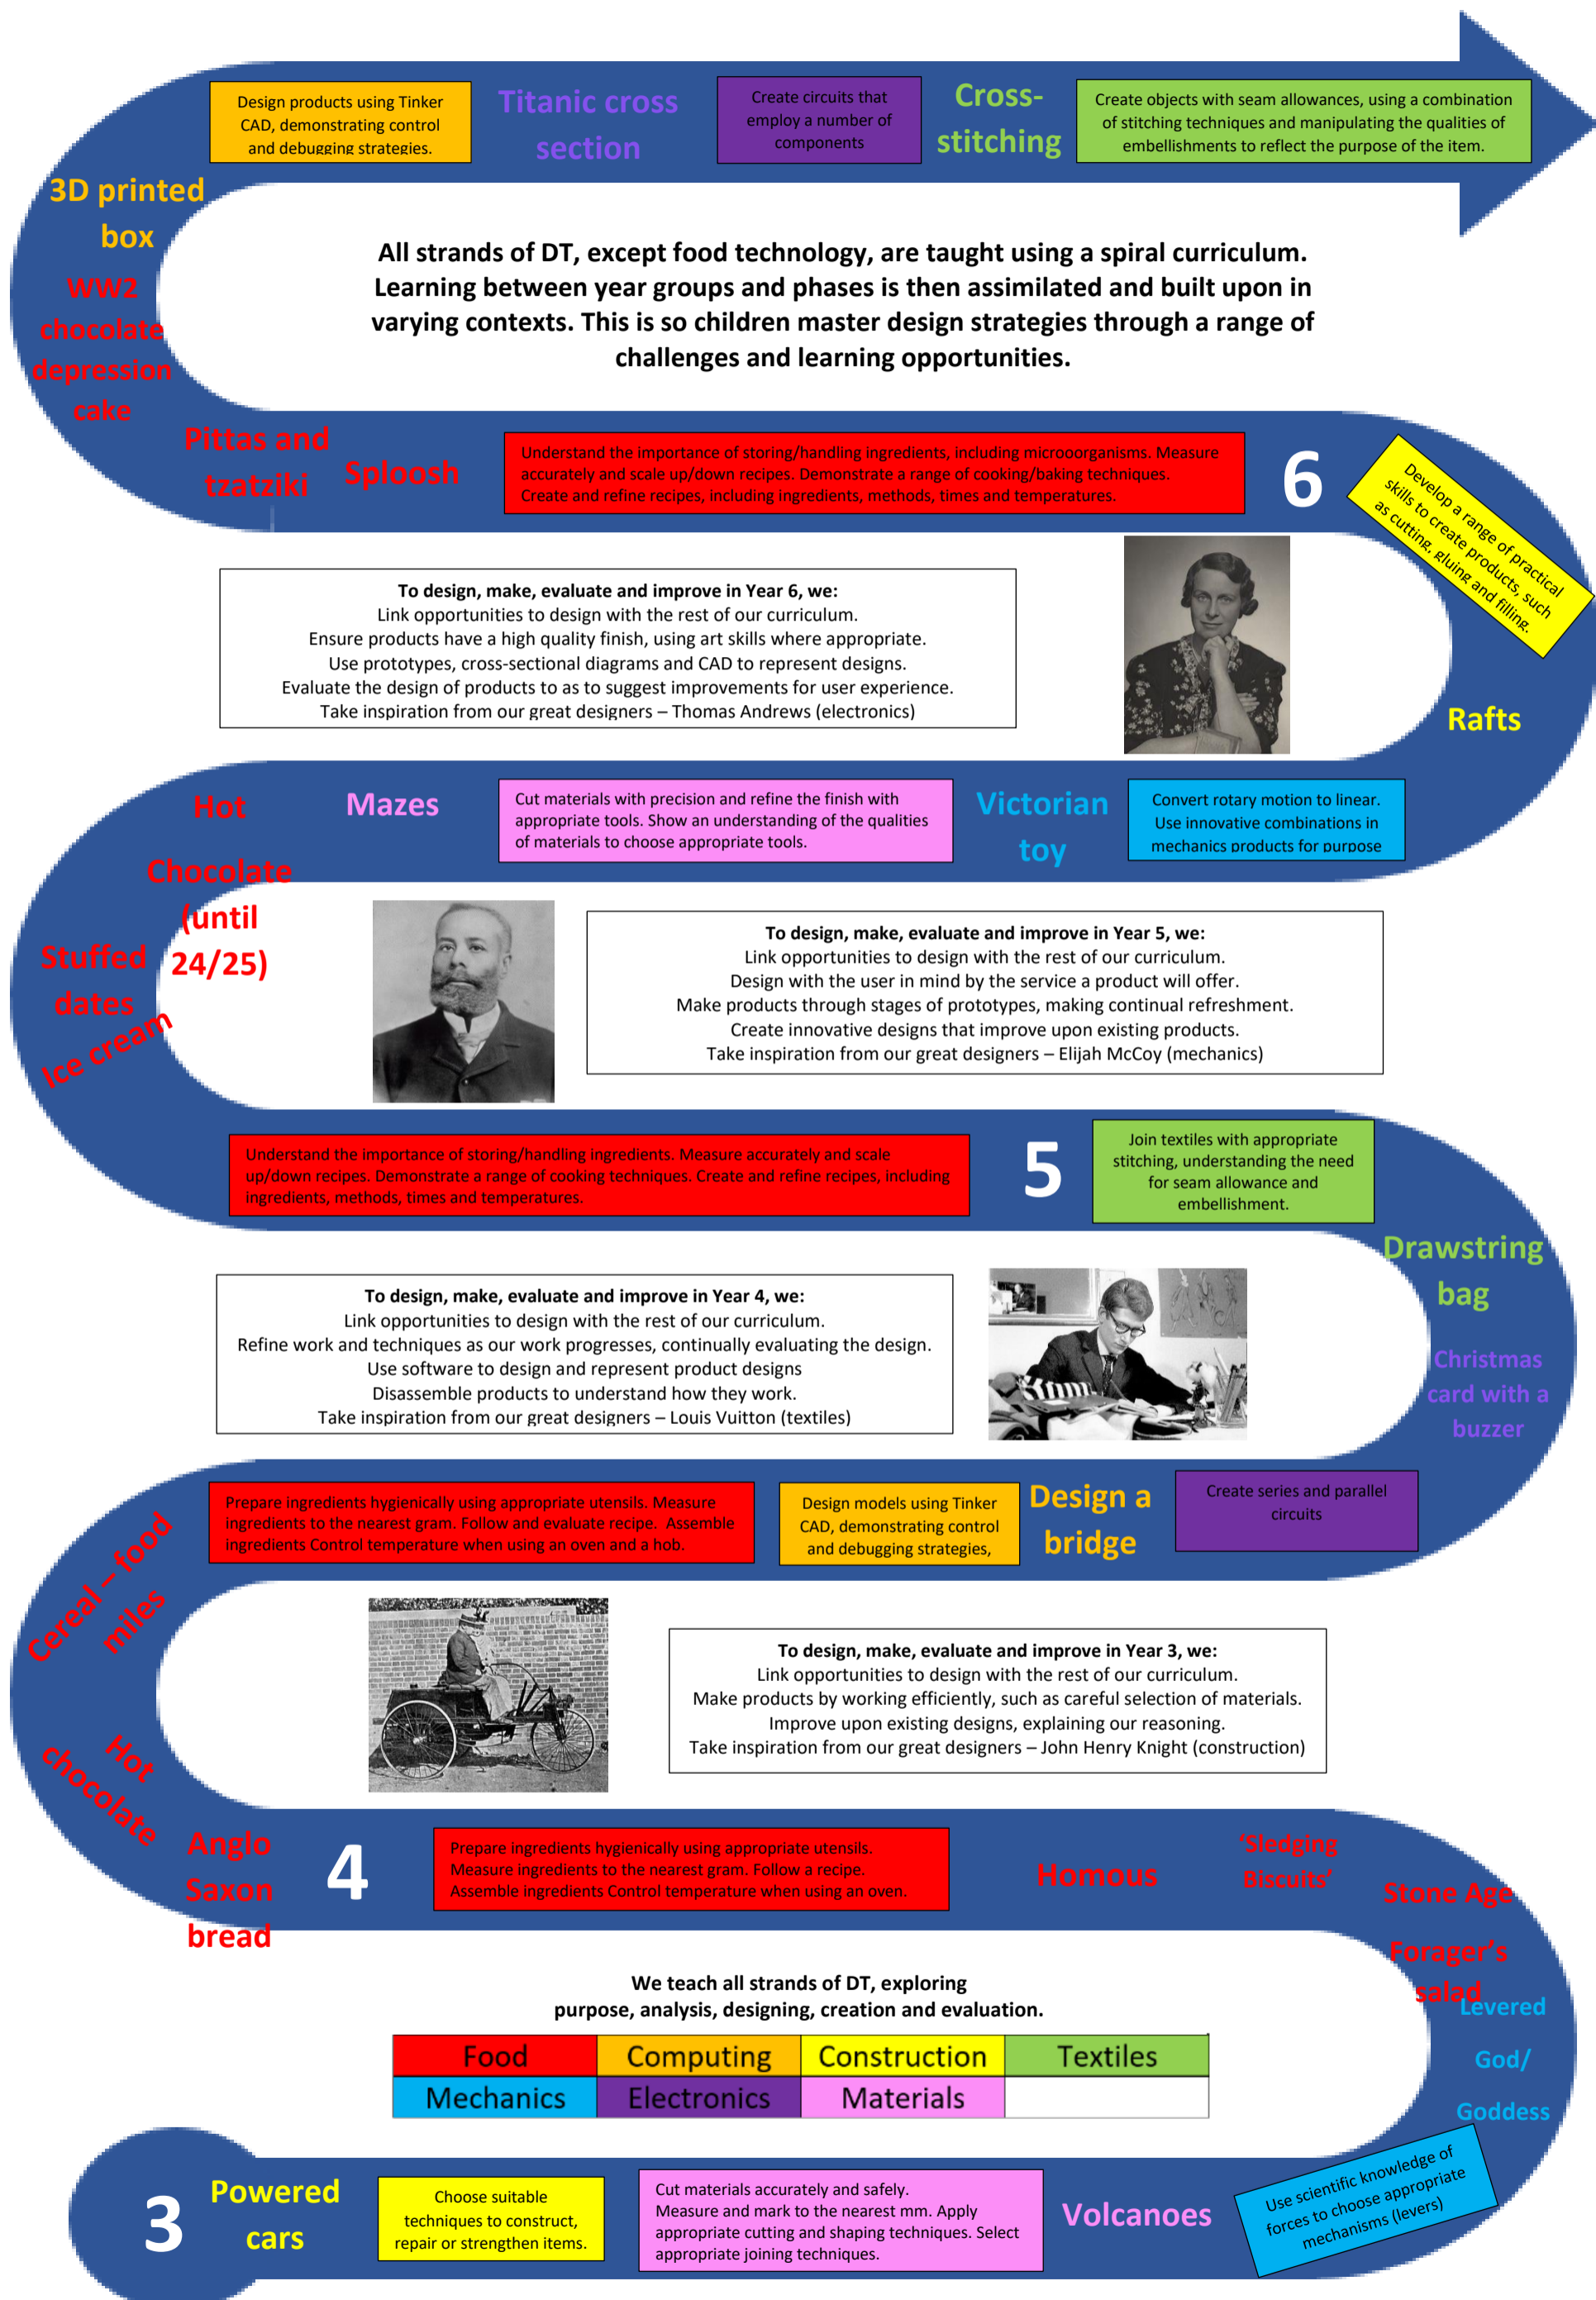 Design products using Tinker
CAD, demonstrating control
and debugging strategies.
Titanic cross
section
Create circuits that
employ a number of
components
Cross-
stitching
Create objects with seam allowances, using a combination
of stitching techniques and manipulating the qualities of
embellishments to reflect the purpose of the item.
3D printed
box
WW2
chocolate
depression
cake
All strands of DT, except food technology, are taught using a spiral curriculum.
Learning between year groups and phases is then assimilated and built upon in
varying contexts. This is so children master design strategies through a range of
challenges and learning opportunities.
Pittas and
tzatziki
Sploosh
Understand the importance of storing/handling ingredients, including microoorganisms. Measure
accurately and scale up/down recipes. Demonstrate a range of cooking/baking techniques.
Create and refine recipes, including ingredients, methods, times and temperatures.
6
Develop a range of practical
skills to create products, such
as cutting, gluing and filling.
To design, make, evaluate and improve in Year 6, we:
Link opportunities to design with the rest of our curriculum.
Ensure products have a high quality finish, using art skills where appropriate.
Use prototypes, cross-sectional diagrams and CAD to represent designs.
Evaluate the design of products to as to suggest improvements for user experience.
Take inspiration from our great designers – Thomas Andrews (electronics)
Rafts
Hot
Chocolate
(until
24/25)
Mazes
Cut materials with precision and refine the finish with
appropriate tools. Show an understanding of the qualities
of materials to choose appropriate tools.
Victorian
toy
Convert rotary motion to linear.
Use innovative combinations in
mechanics products for purpose
Stuffed
dates
Ice cream
To design, make, evaluate and improve in Year 5, we:
Link opportunities to design with the rest of our curriculum.
Design with the user in mind by the service a product will offer.
Make products through stages of prototypes, making continual refreshment.
Create innovative designs that improve upon existing products.
Take inspiration from our great designers – Elijah McCoy (mechanics)
Understand the importance of storing/handling ingredients. Measure accurately and scale
up/down recipes. Demonstrate a range of cooking techniques. Create and refine recipes, including
ingredients, methods, times and temperatures.
5
Join textiles with appropriate
stitching, understanding the need
for seam allowance and
embellishment.
Drawstring
bag
To design, make, evaluate and improve in Year 4, we:
Link opportunities to design with the rest of our curriculum.
Refine work and techniques as our work progresses, continually evaluating the design.
Use software to design and represent product designs
Disassemble products to understand how they work.
Take inspiration from our great designers – Louis Vuitton (textiles)
Christmas
card with a
buzzer
Prepare ingredients hygienically using appropriate utensils. Measure
ingredients to the nearest gram. Follow and evaluate recipe.  Assemble
ingredients Control temperature when using an oven and a hob.
Design models using Tinker
CAD, demonstrating control
and debugging strategies,
Design a
bridge
Create series and parallel
circuits
Cereal – food
miles
To design, make, evaluate and improve in Year 3, we:
Link opportunities to design with the rest of our curriculum.
Make products by working efficiently, such as careful selection of materials.
Improve upon existing designs, explaining our reasoning.
Take inspiration from our great designers – John Henry Knight (construction)
Hot
chocolate
Anglo
Saxon
bread
4
Prepare ingredients hygienically using appropriate utensils.
Measure ingredients to the nearest gram. Follow a recipe.
Assemble ingredients Control temperature when using an oven.
Homous
'Sledging
Biscuits'
Stone Age
Forager's
salad
We teach all strands of DT, exploring
purpose, analysis, designing, creation and evaluation.
Food Computing Construction Textiles
Mechanics Electronics Materials
Levered
God/
Goddess
3
Powered
cars
Choose suitable
techniques to construct,
repair or strengthen items.
Cut materials accurately and safely.
Measure and mark to the nearest mm. Apply
appropriate cutting and shaping techniques. Select
appropriate joining techniques.
Volcanoes
Use scientific knowledge of
forces to choose appropriate
mechanisms (levers)